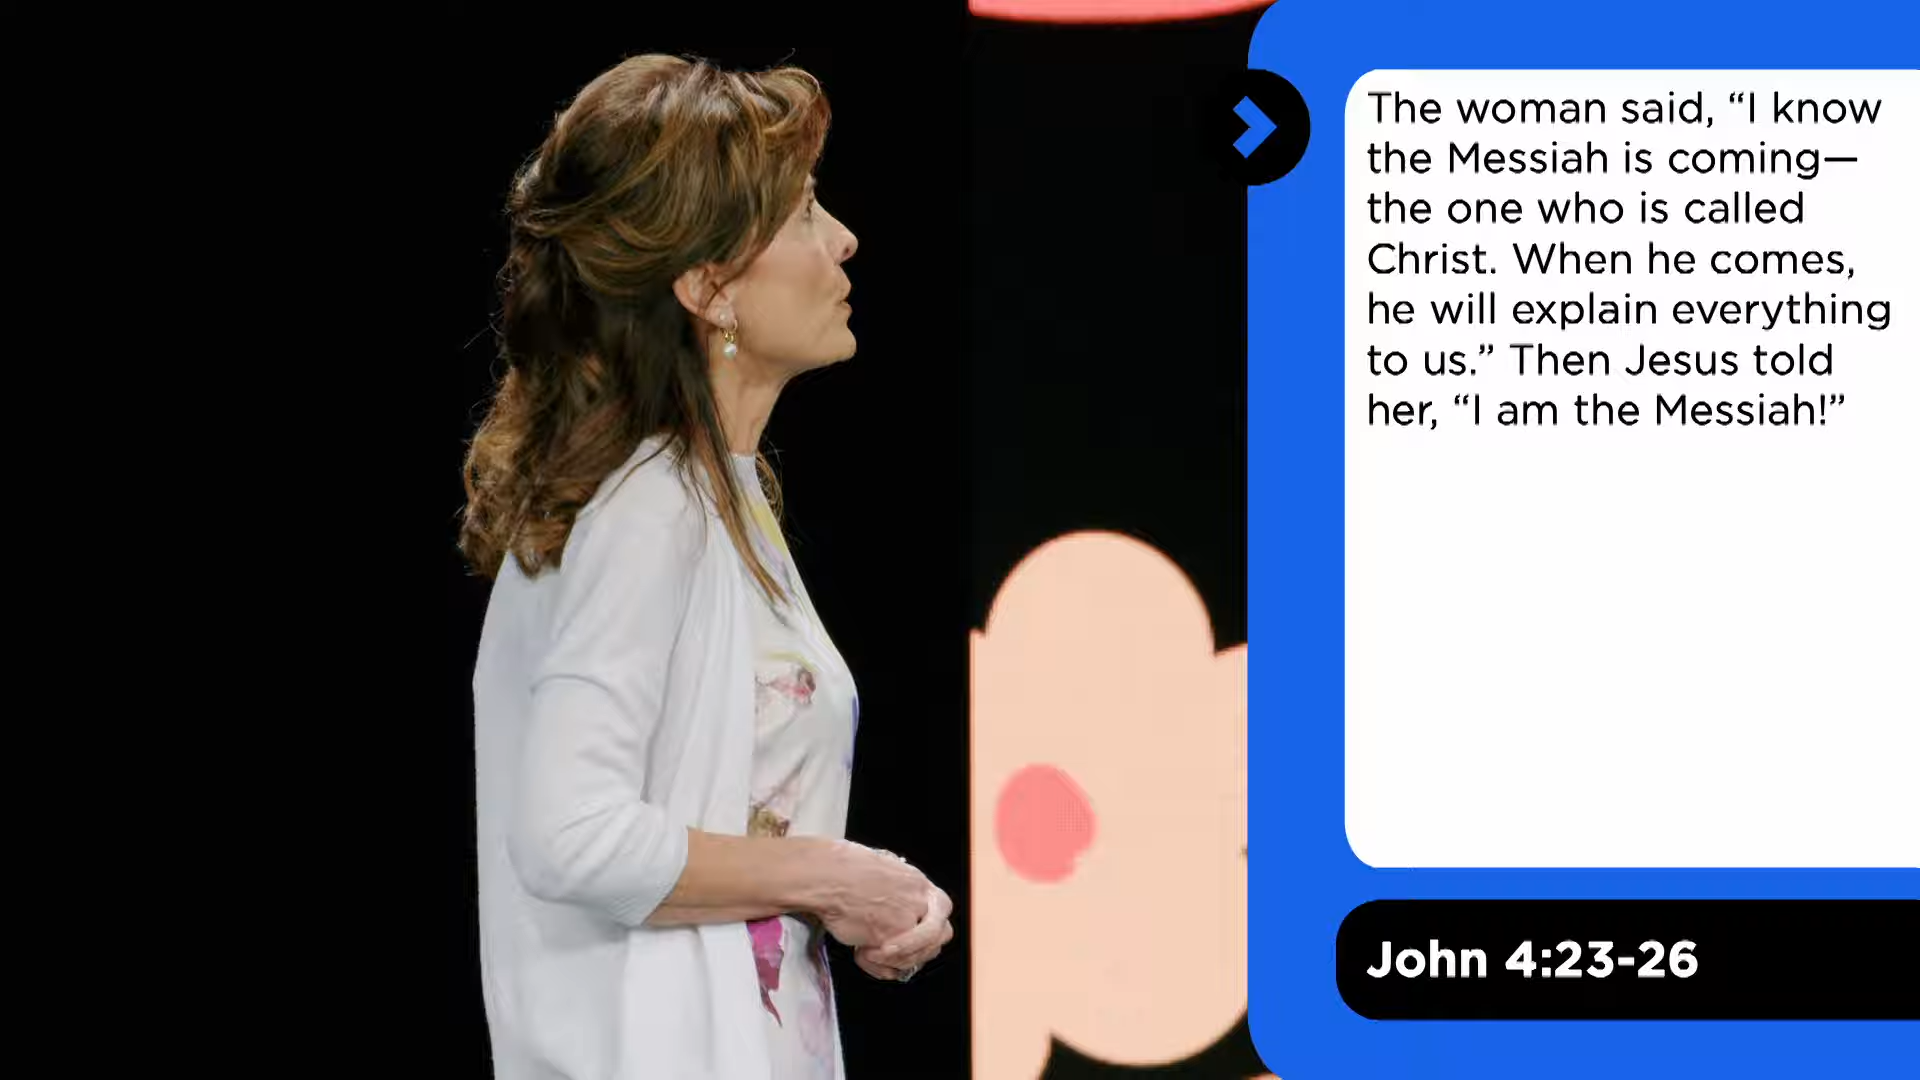 The woman said, “I know
the Messiah is coming—
the one who is called
Christ. When he comes,
he will explain everything
to us.” Then Jesus told
her, “I am the Messiah!”
John 4:23-26